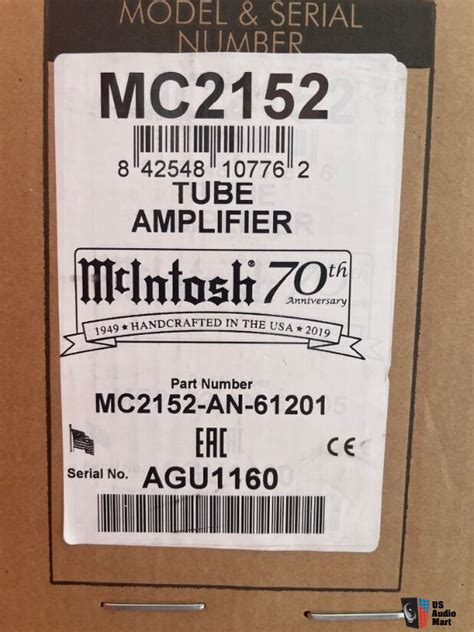 MODEL & SERIAL
NUMBER
MC2152
8 42548 10776 2
TUBE
AMPLIFIER
McIntosh® 70th
Anniversary
1949 ★ HANDCRAFTED IN THE USA ★ 2019
Part Number
MC2152-AN-61201
EAC CE
Serial No. AGU1160
US
Audio
Mart